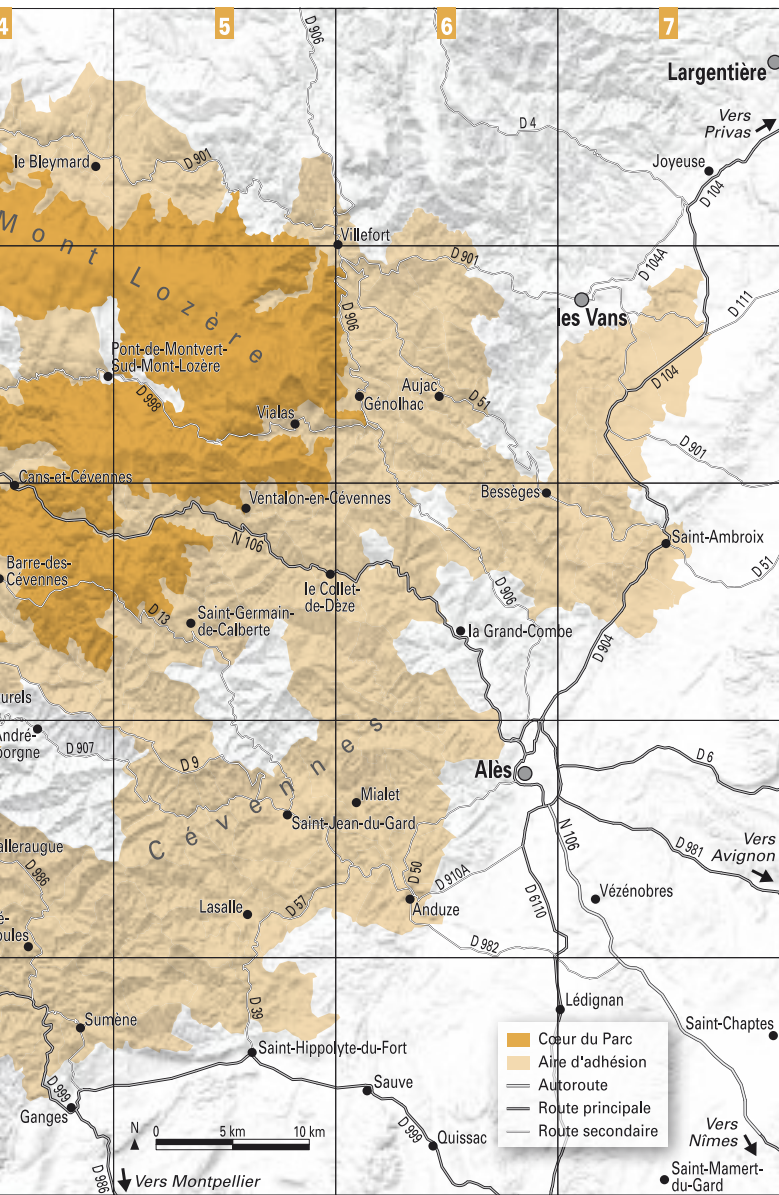 4
5
6
7
D 906
Largentière
Vers
Privas
D 4
Joyeuse
le Bleymard
D 901
D 104
Mont Lozère
Villefort
D 901
D 104A
D 111
les Vans
D 906
Pont-de-Montvert-
Sud-Mont-Lozère
D 998
Génolhac
Aujac
D 51
D 104
Vialas
D 901
Cans-et-Cévennes
Ventalon-en-Cévennes
Bessèges
N 106
Saint-Ambroix
Barre-des-
Cévennes
le Collet-
de-Dèze
D 51
D 906
D 13
Saint-Germain-
de-Calberte
la Grand-Combe
D 904
urels
André-
orgne
D 907
D 9
Cévennes
Alès
D 6
Mialet
Saint-Jean-du-Gard
N 106
D 981
Vers
Avignon
alleraugue
D 986
D 50
D 910A
D 6110
Vézénobres
Lasalle
D 57
Anduze
é-
oules
D 982
D 39
Lédignan
Sumène
Saint-Chaptes
Saint-Hippolyte-du-Fort
Cœur du Parc
Aire d'adhésion
Autoroute
Route principale
Route secondaire
D 999
Sauve
Ganges
N
0 5 km 10 km
D 999
Quissac
Vers
Nîmes
D 986
Vers Montpellier
Saint-Mamert-
du-Gard